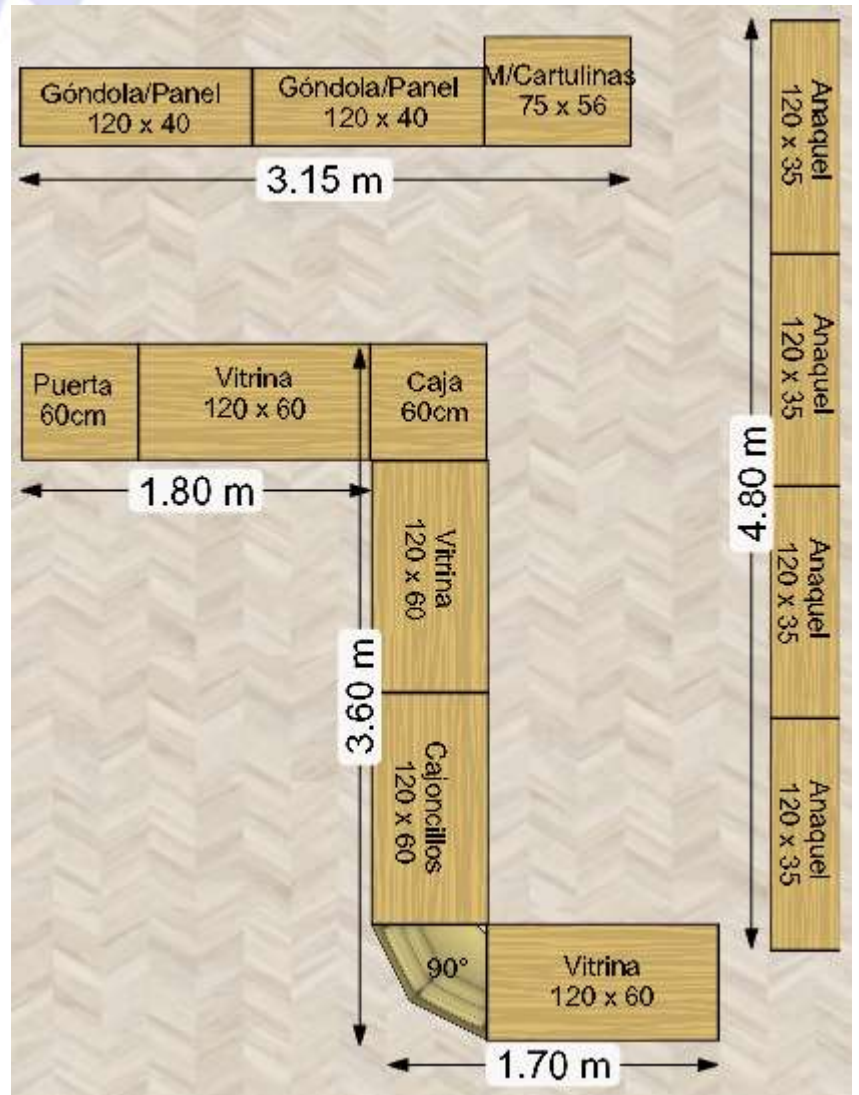 Góndola/Panel
120 x 40
Góndola/Panel
120 x 40
M/Cartulinas
75 x 56
3.15 m
Anaquel
120 x 35
Anaquel
120 x 35
Anaquel
120 x 35
Anaquel
120 x 35
4.80 m
Puerta
60cm
Vitrina
120 x 60
Caja
60cm
1.80 m
Vitrina
120 x 60
3.60 m
Cajoncillos
120 x 60
90°
Vitrina
120 x 60
1.70 m